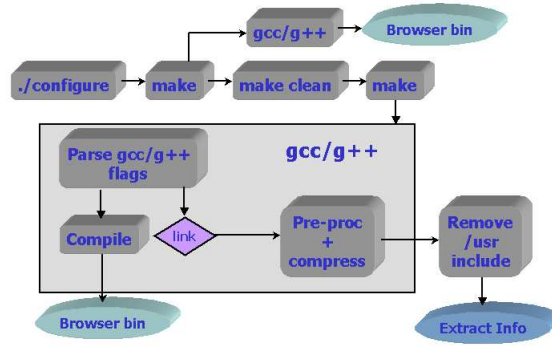 gcc/g++
Browser bin
./configure
make
make clean
make
Parse gcc/g++
flags
gcc/g++
Compile
link
Pre-proc
+
compress
Remove
/usr
include
Browser bin
Extract Info